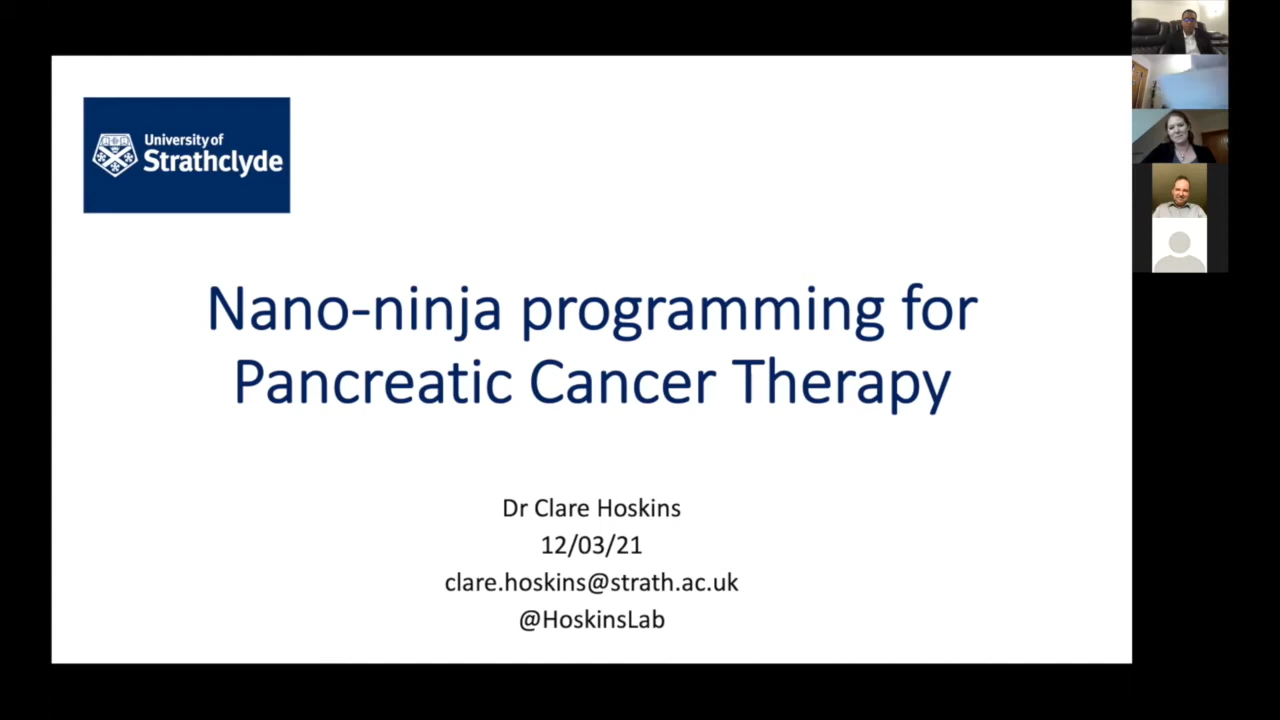 University of
Strathclyde
Nano-ninja programming for
Pancreatic Cancer Therapy
Dr Clare Hoskins
12/03/21
clare.hoskins@strath.ac.uk
@HoskinsLab